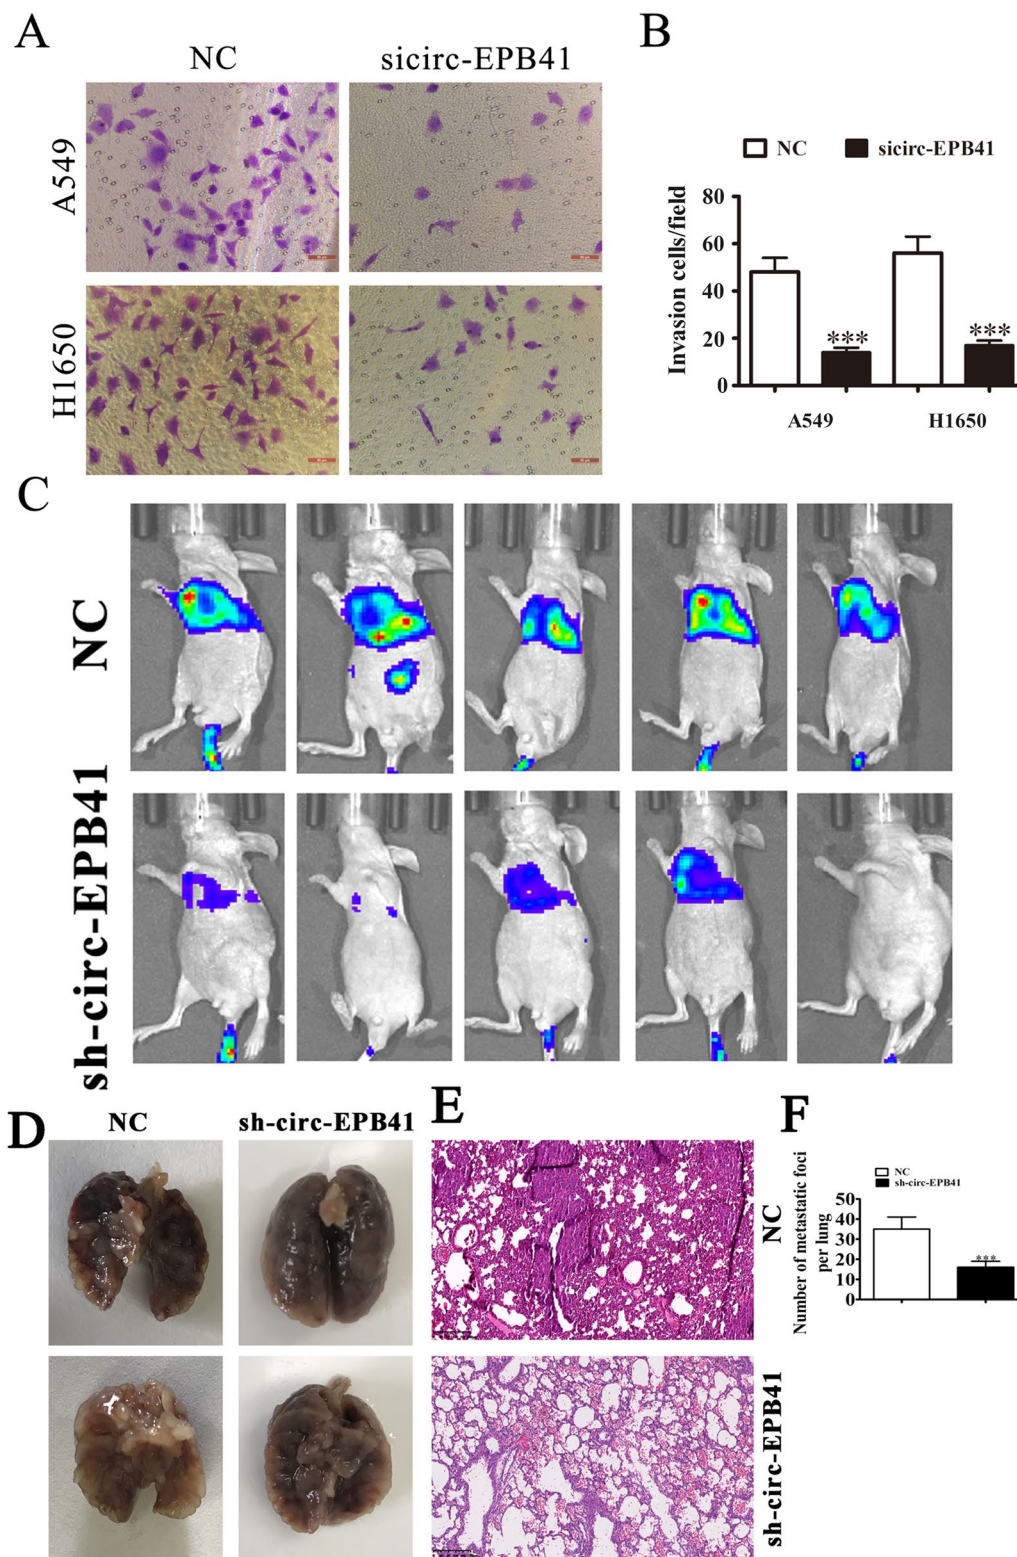 A
NC
sicirc-EPB41
A549
H1650
B
NC
sicirc-EPB41
Invasion cells/field
80
60
40
20
0
***
***
A549
H1650
C
NC
sh-circ-EPB41
D
NC
sh-circ-EPB41
E
NC
sh-circ-EPB41
F
NC
sh-circ-EPB41
Number of metastatic foci
per lung
50
40
30
20
10
0
***